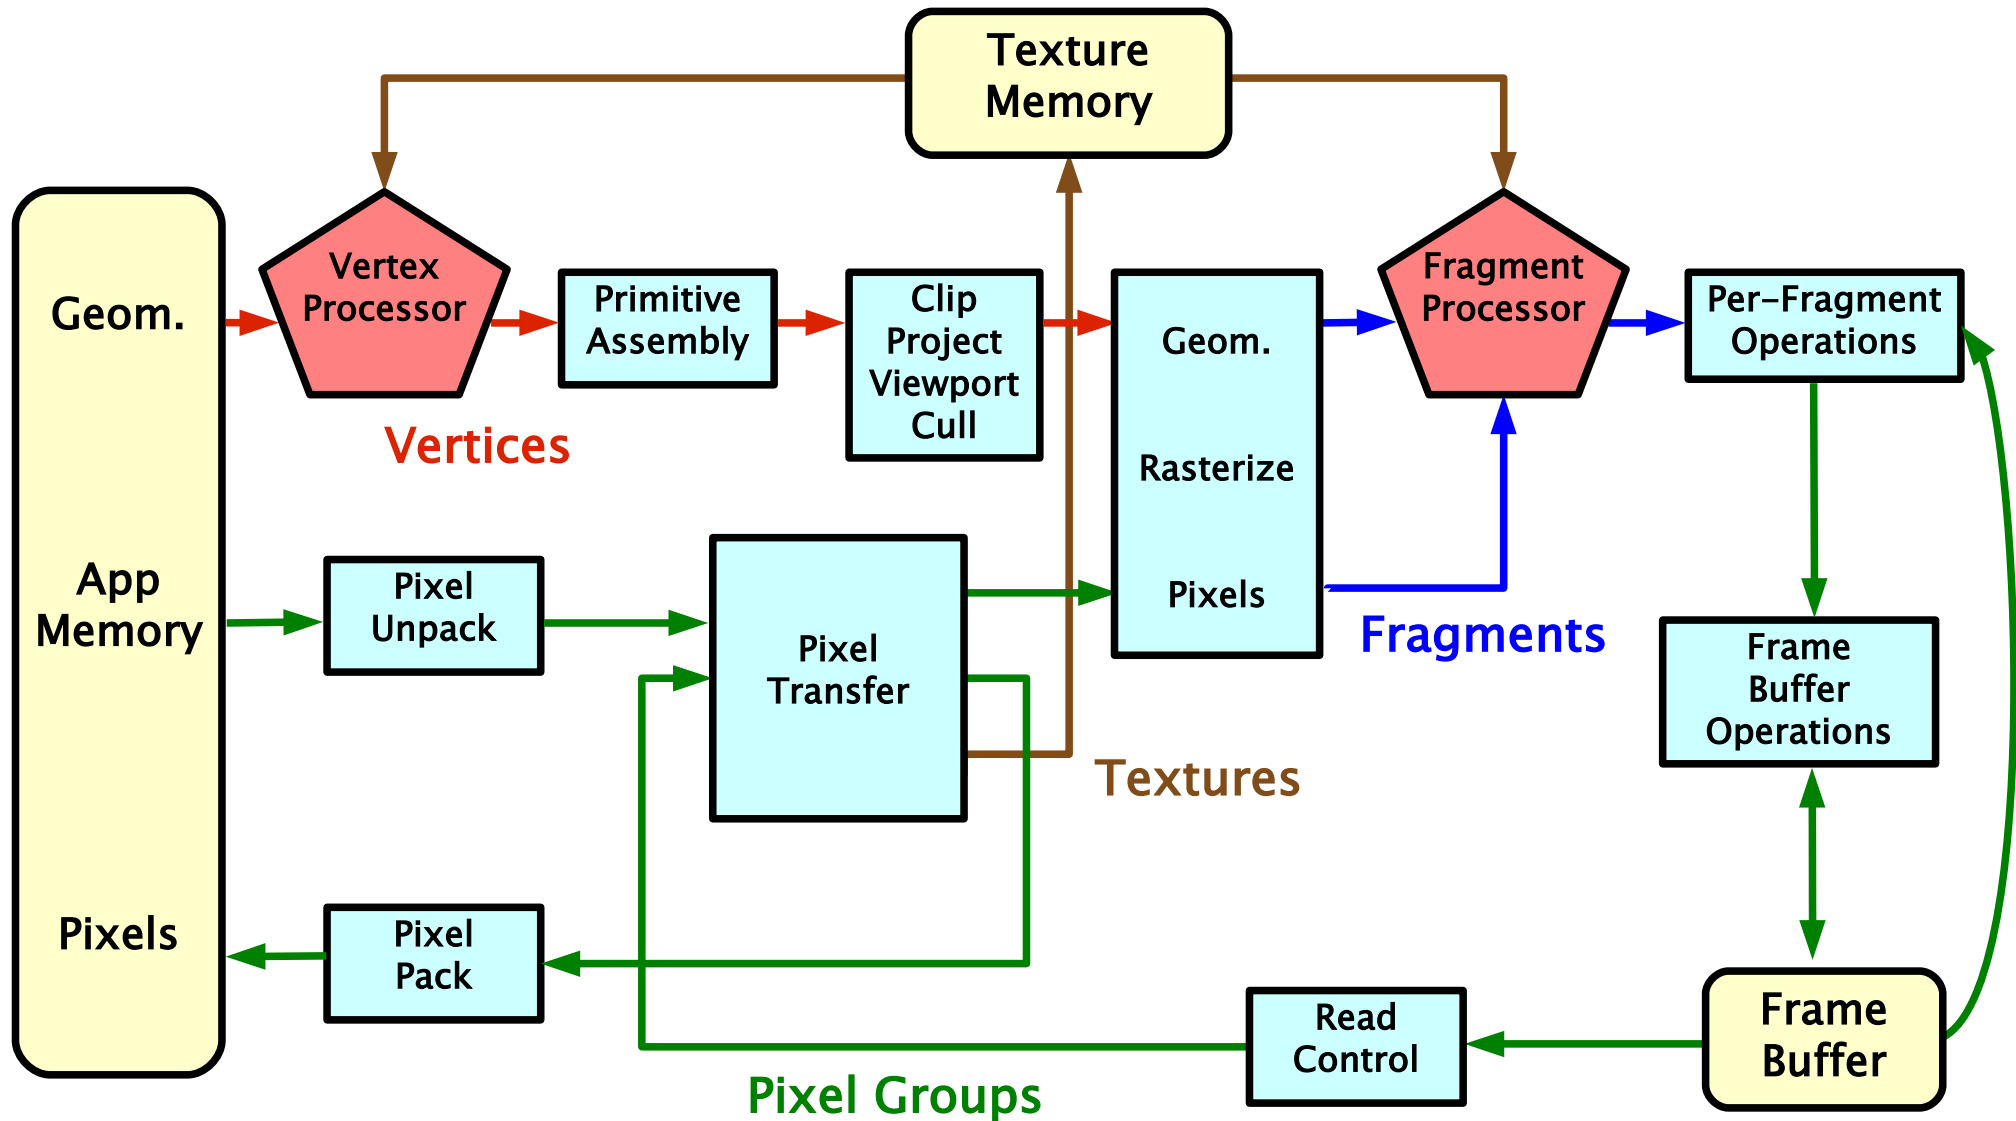 Texture
Memory
Geom.
App
Memory
Pixels
Vertex
Processor
Primitive
Assembly
Clip
Project
Viewport
Cull
Geom.
Rasterize
Pixels
Fragment
Processor
Per-Fragment
Operations
Vertices
Pixel
Unpack
Pixel
Transfer
Fragments
Frame
Buffer
Operations
Textures
Pixel
Pack
Read
Control
Frame
Buffer
Pixel Groups